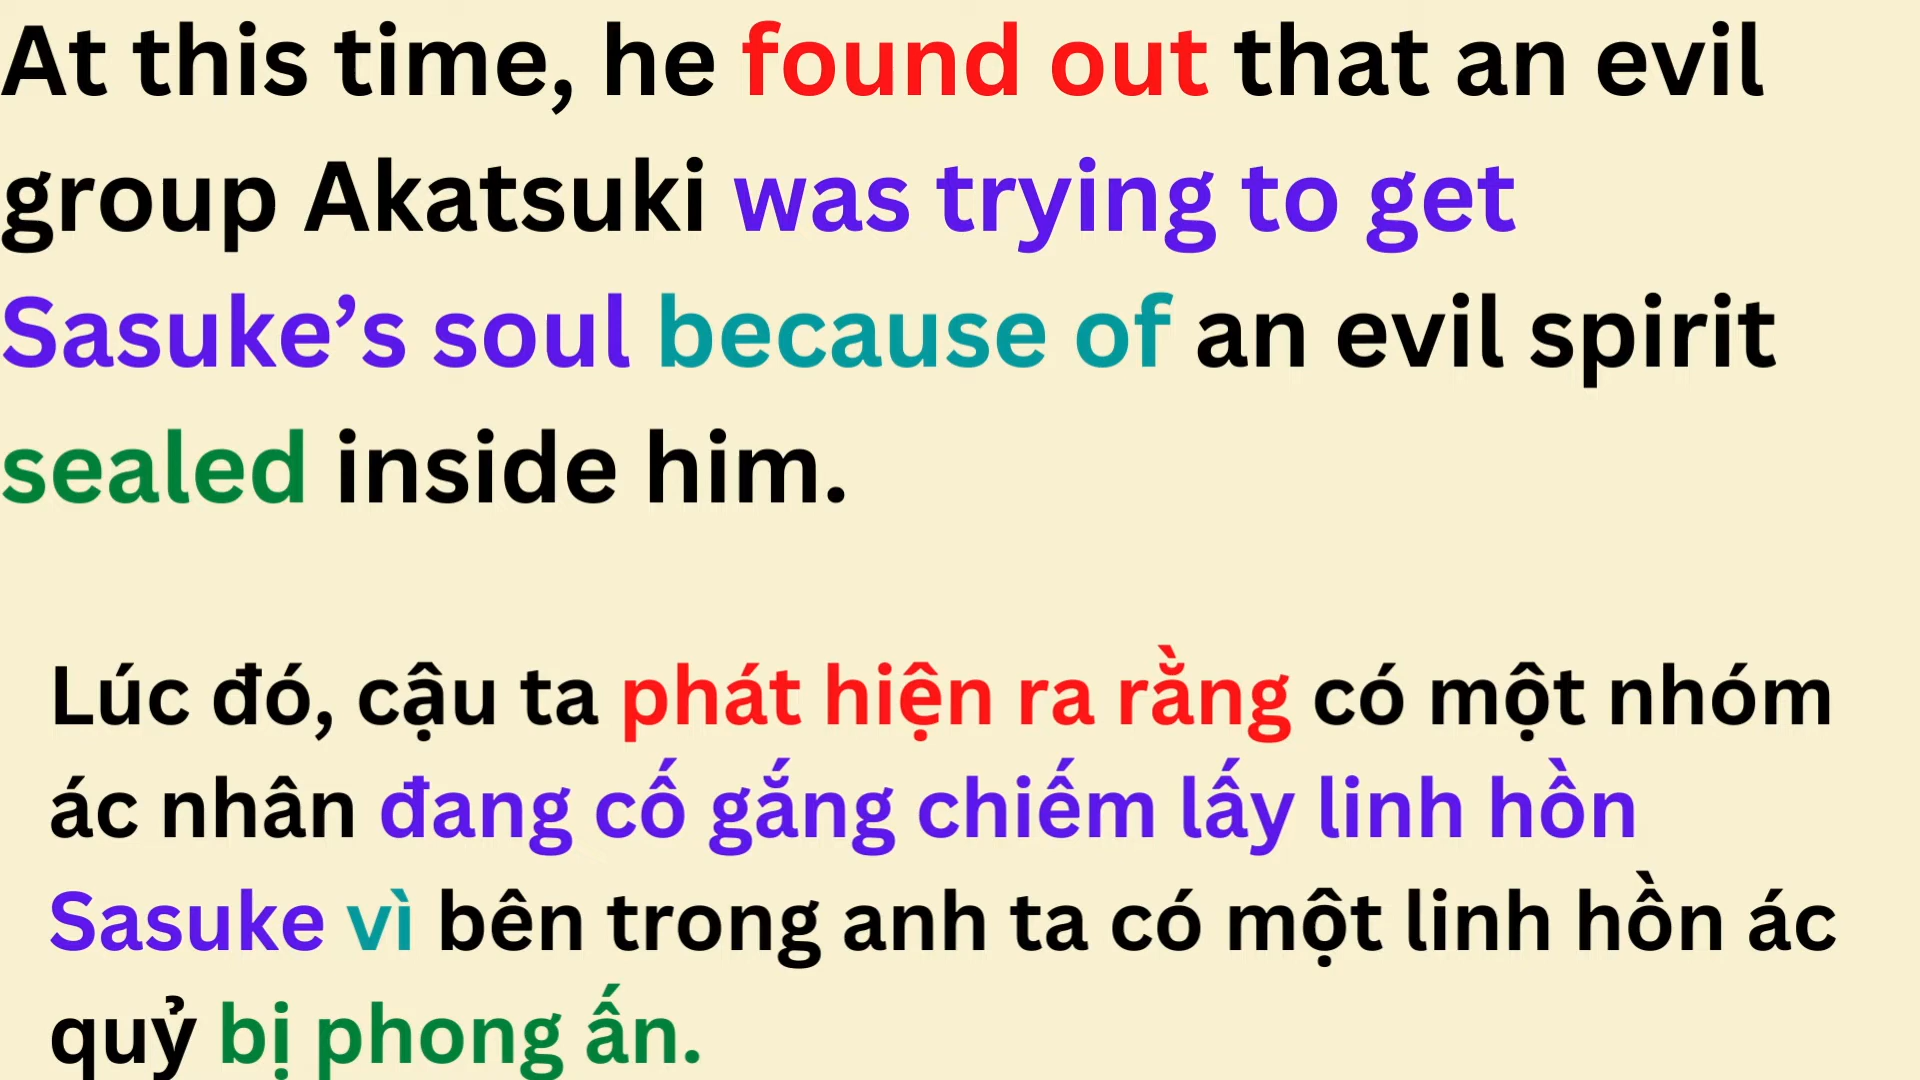 At this time, he found out that an evil
group Akatsuki was trying to get
Sasuke’s soul because of an evil spirit
sealed inside him.
Lúc đó, cậu ta phát hiện ra rằng có một nhóm
ác nhân đang cố gắng chiếm lấy linh hồn
Sasuke vì bên trong anh ta có một linh hồn ác
quỷ bị phong ấn.